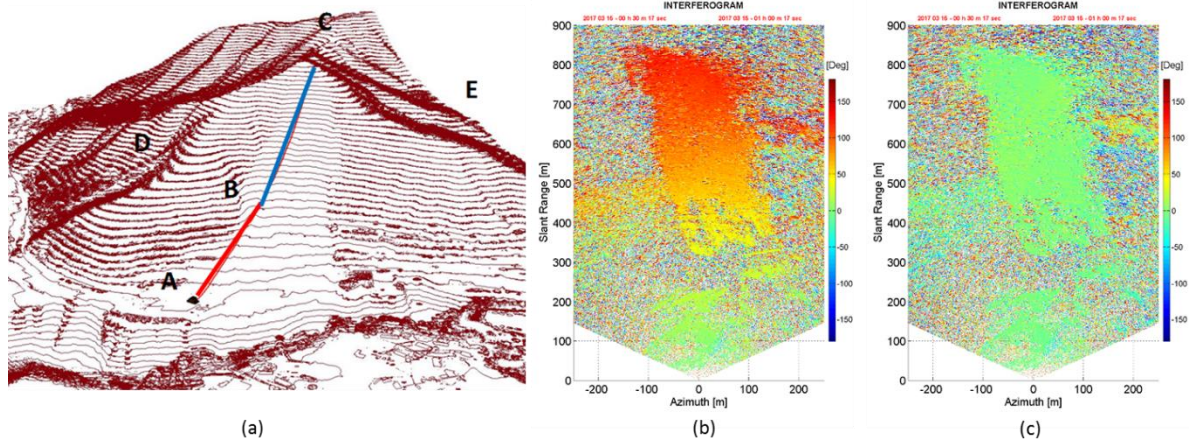 C
E
D
B
A
(a)
INTERFEROGRAM
2017 03 15 - 00 h 30 m 17 sec 2017 03 15 - 01 h 00 m 17 sec
[Deg]
900
800
700
600
500
400
300
200
100
0
Slant Range [m]
150
100
50
0
-50
-100
-150
-200 -100 0 100 200
Azimuth [m]
(b)
INTERFEROGRAM
2017 03 15 - 00 h 30 m 17 sec 2017 03 15 - 01 h 00 m 17 sec
[Deg]
900
800
700
600
500
400
300
200
100
0
Slant Range [m]
150
100
50
0
-50
-100
-150
-200 -100 0 100 200
Azimuth [m]
(c)